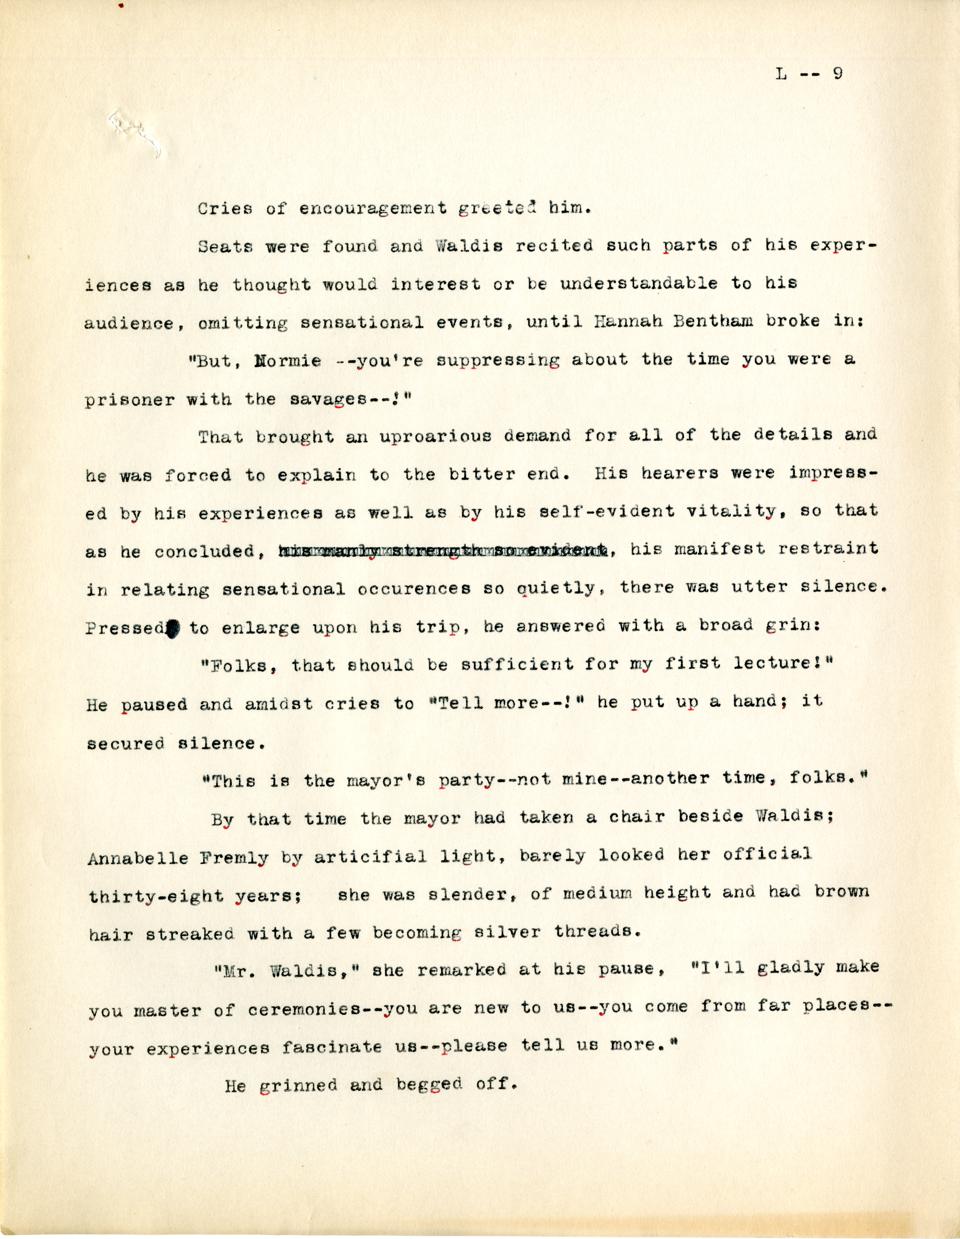 L -- 9
Cries of encouragement greeted him.
Seats were found and Waldis recited such parts of his exper-
iences as he thought would interest or be understandable to his
audience, omitting sensational events, until Hannah Bentham broke in:
"But, Normie --you're suppressing about the time you were a
prisoner with the savages--!"
That brought an uproarious demand for all of the details and
he was forced to explain to the bitter end. His hearers were impress-
ed by his experiences as well as by his self-evident vitality, so that
as he concluded, his manly strength so evident, his manifest restraint
in relating sensational occurences so quietly, there was utter silence.
Pressed to enlarge upon his trip, he answered with a broad grin:
"Folks, that should be sufficient for my first lecture!"
He paused and amidst cries to "Tell more--!" he put up a hand; it
secured silence.
"This is the mayor's party--not mine--another time, folks."
By that time the mayor had taken a chair beside Waldis;
Annabelle Fremly by articifial light, barely looked her official
thirty-eight years; she was slender, of medium height and had brown
hair streaked with a few becoming silver threads.
"Mr. Waldis," she remarked at his pause, "I'll gladly make
you master of ceremonies--you are new to us--you come from far places--
your experiences fascinate us--please tell us more."
He grinned and begged off.